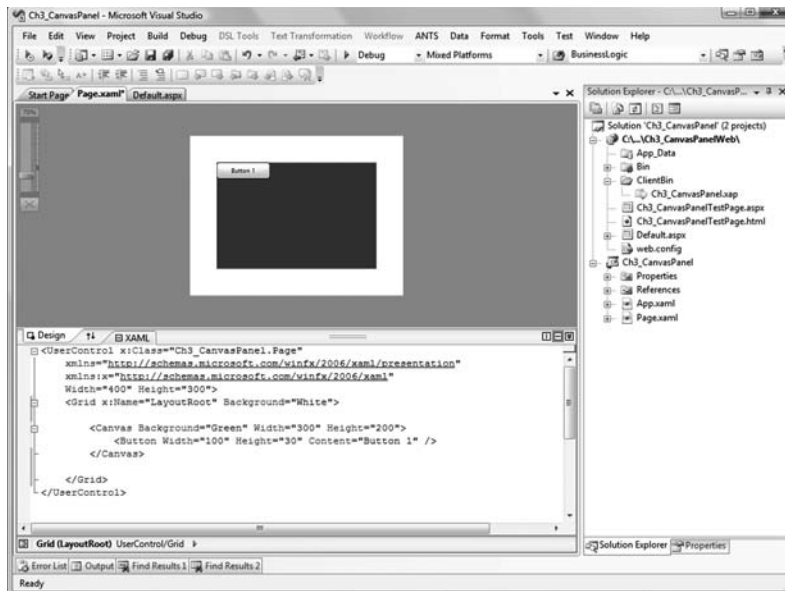 Ch3_CanvasPanel - Microsoft Visual Studio
File Edit View Project Build Debug DSL Tools Text Transformation Workflow ANTS Data Format Tools Test Window Help
Debug Mixed Platforms BusinessLogic
Start Page Page.xaml* Default.aspx
Button 1
Design XAML
<UserControl x:Class="Ch3_CanvasPanel.Page"
xmlns="http://schemas.microsoft.com/winfx/2006/xaml/presentation"
xmlns:x="http://schemas.microsoft.com/winfx/2006/xaml"
Width="400" Height="300">
<Grid x:Name="LayoutRoot" Background="White">
<Canvas Background="Green" Width="300" Height="200">
<Button Width="100" Height="30" Content="Button 1" />
</Canvas>
</Grid>
</UserControl>
Grid (LayoutRoot) UserControl/Grid
Error List Output Find Results 1 Find Results 2
Ready
Solution Explorer - C:\...\Ch3_CanvasP...
Solution 'Ch3_CanvasPanel' (2 projects)
C:\...\Ch3_CanvasPanelWeb\
App_Data
Bin
ClientBin
Ch3_CanvasPanel.xap
Ch3_CanvasPanelTestPage.aspx
Ch3_CanvasPanelTestPage.html
Default.aspx
web.config
Ch3_CanvasPanel
Properties
References
App.xaml
Page.xaml
Solution Explorer Properties